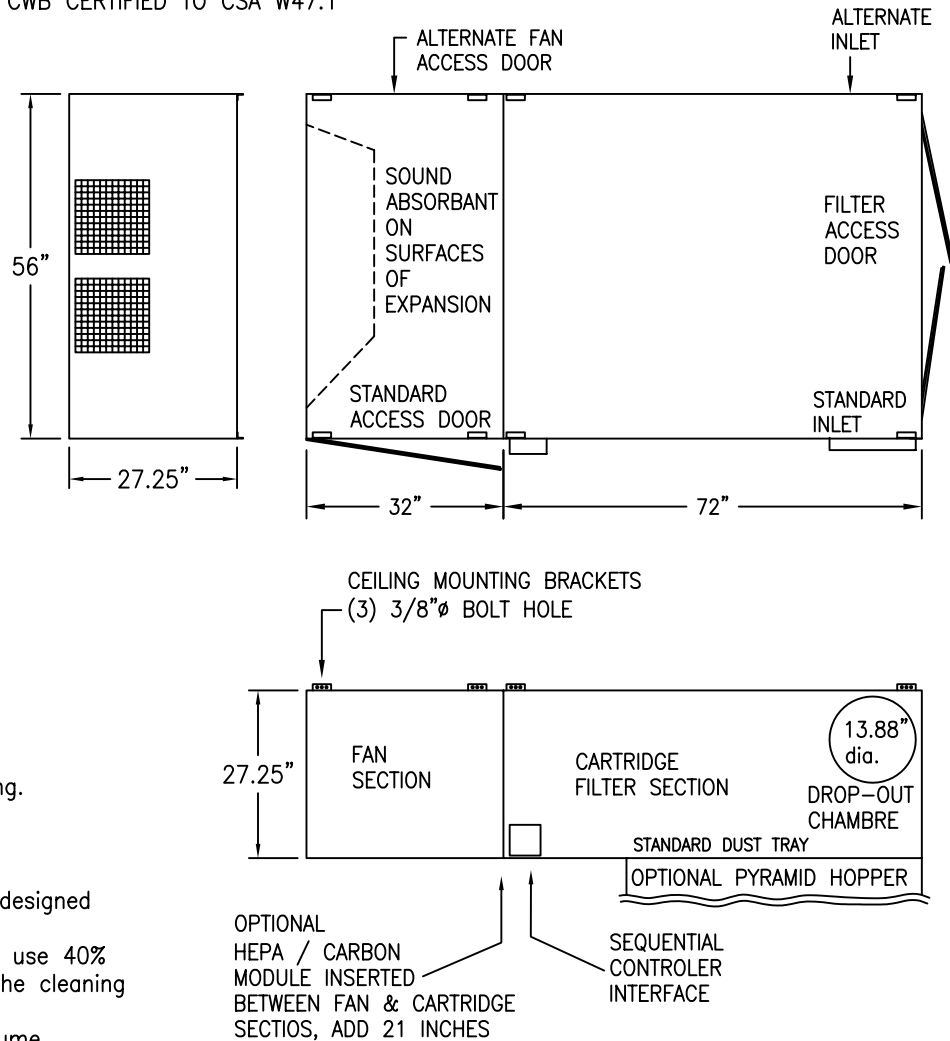 CWB CERTIFIED TO CSA W47.1
ALTERNATE FAN
ACCESS DOOR
ALTERNATE
INLET
SOUND
ABSORBANT
ON
SURFACES
OF
EXPANSION
FILTER
ACCESS
DOOR
56"
STANDARD
ACCESS DOOR
STANDARD
INLET
27.25"
32"
72"
CEILING MOUNTING BRACKETS
(3) 3/8"ø BOLT HOLE
27.25"
FAN
SECTION
CARTRIDGE
FILTER SECTION
13.88"
dia.
DROP-OUT
CHAMBRE
STANDARD DUST TRAY
OPTIONAL PYRAMID HOPPER
OPTIONAL
HEPA / CARBON
MODULE INSERTED
BETWEEN FAN & CARTRIDGE
SECTIOS, ADD 21 INCHES
SEQUENTIAL
CONTROLER
INTERFACE
ng.
designed
use 40%
he cleaning
ume